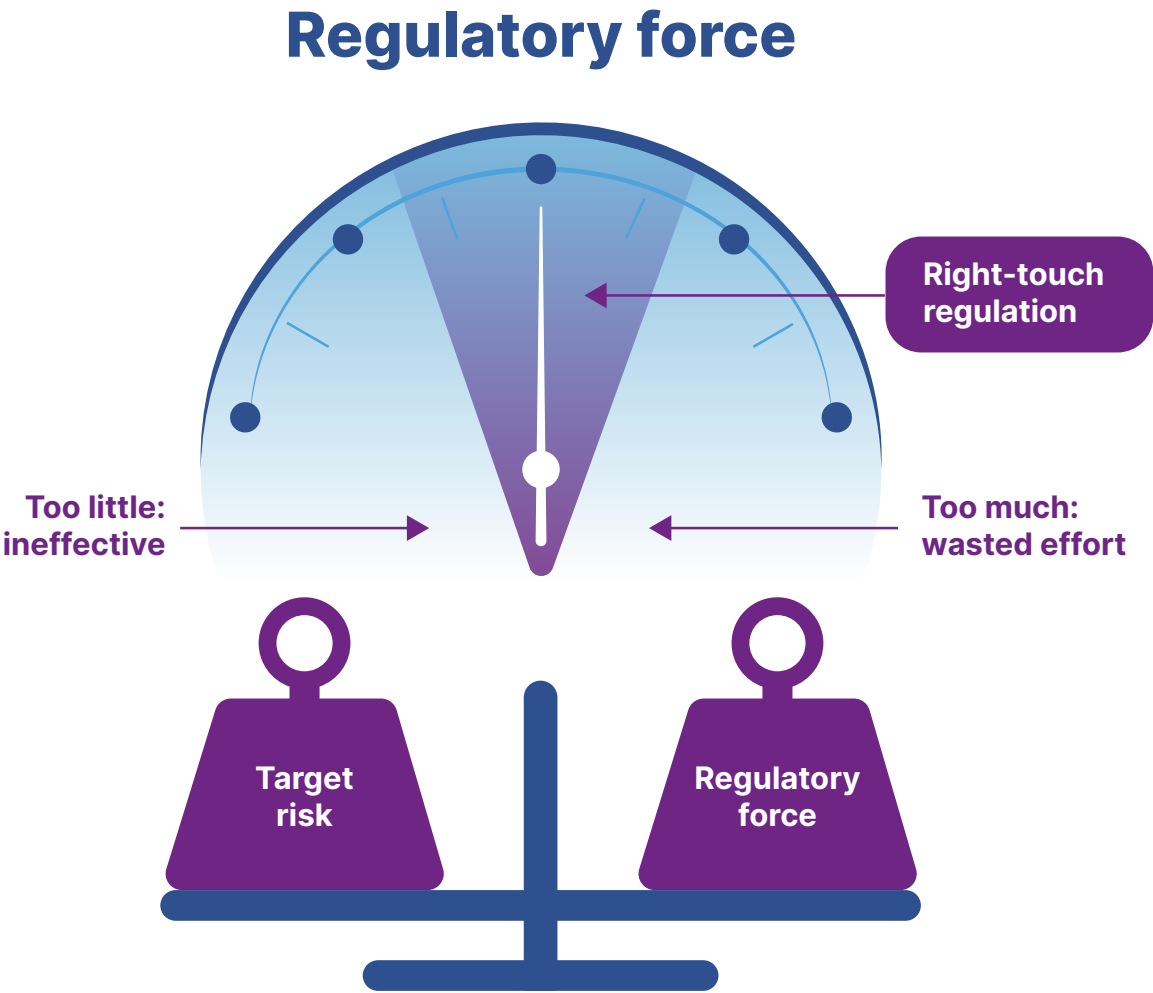 Regulatory force
Right-touch
regulation
Too little:
ineffective
Too much:
wasted effort
Target
risk
Regulatory
force